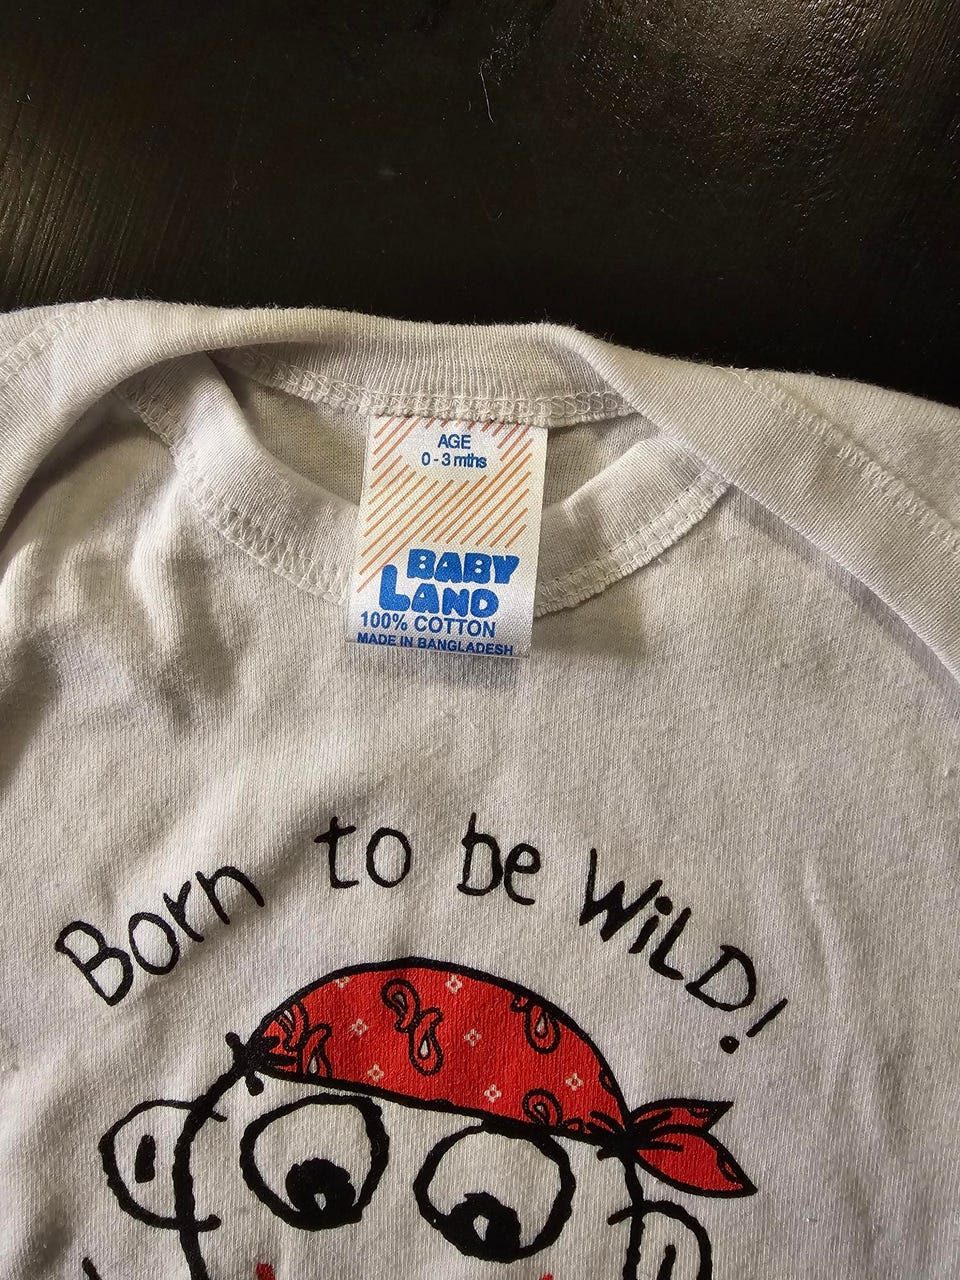 AGE
0 - 3 mths
BABY
LAND
100% COTTON
MADE IN BANGLADESH
Born to be WiLD!